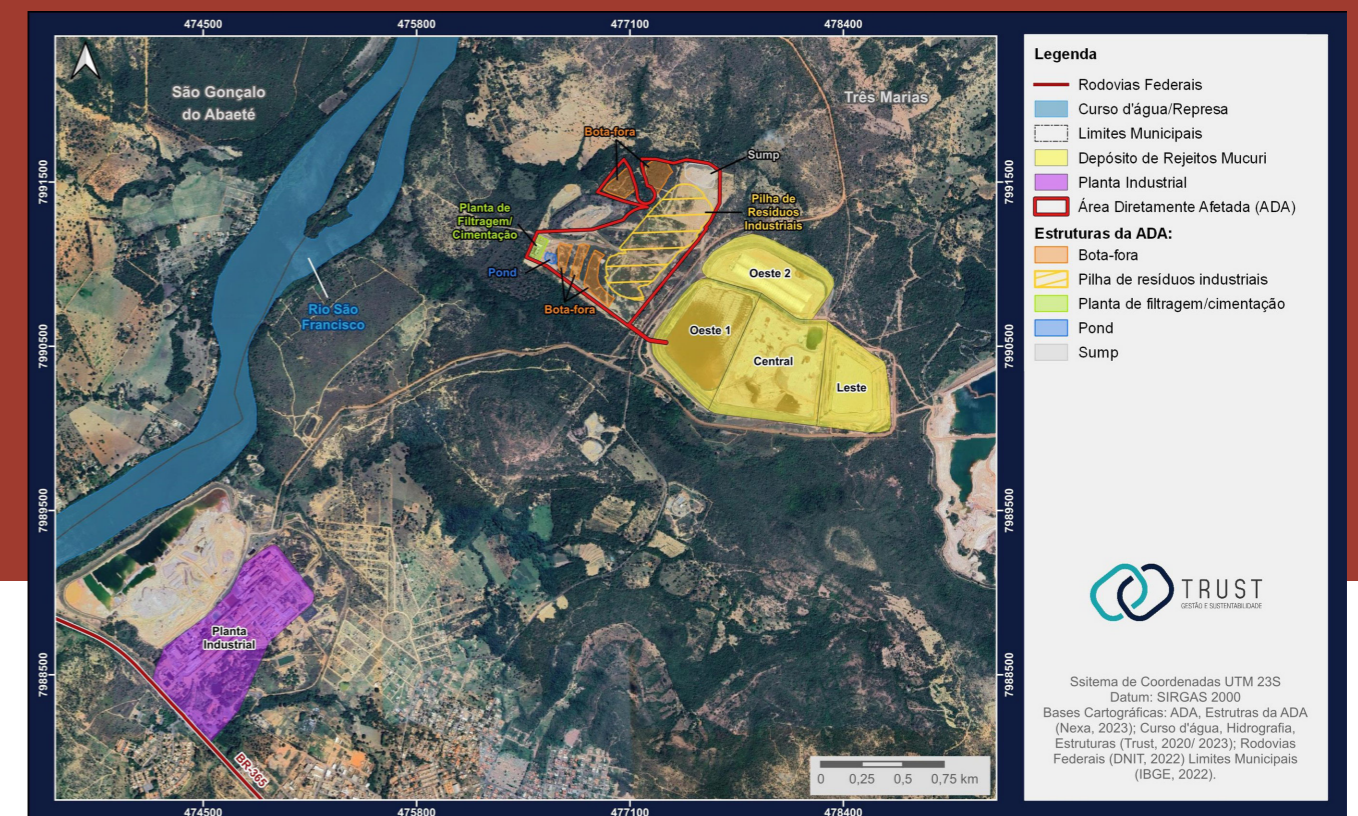 474500
475800
477100
478400
São Gonçalo
do Abaeté
Três Marias
Bota-fora
Sump
Planta de
Filtragem/
Cimentação
Pilha de
Resíduos
Industriais
Pond
Bota-fora
Oeste 2
Oeste 1
Central
Leste
Rio São
Francisco
Planta
Industrial
BR-365
7991500
7990500
7989500
7988500
7991500
7990500
7989500
7988500
0 0,25 0,5 0,75 km
474500
475800
477100
478400
Legenda
Rodovias Federais
Curso d'água/Represa
Limites Municipais
Depósito de Rejeitos Mucuri
Planta Industrial
Área Diretamente Afetada (ADA)
Estruturas da ADA:
Bota-fora
Pilha de resíduos industriais
Planta de filtragem/cimentação
Pond
Sump
TRUST
GESTÃO E SUSTENTABILIDADE
Ssitema de Coordenadas UTM 23S
Datum: SIRGAS 2000
Bases Cartográficas: ADA, Estrutras da ADA
(Nexa, 2023); Curso d'água, Hidrografia,
Estruturas (Trust, 2020/ 2023); Rodovias
Federais (DNIT, 2022) Limites Municipais
(IBGE, 2022).